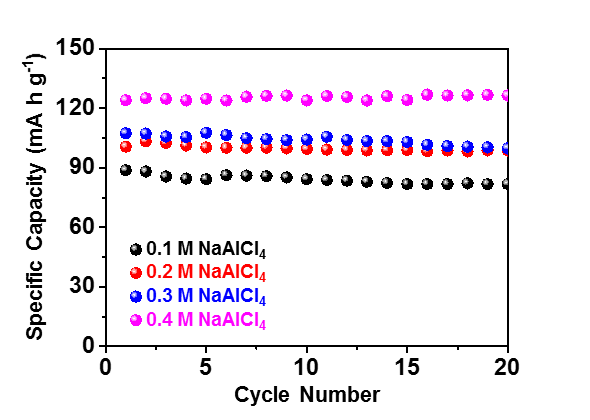 150
120
90
60
30
0
Specific Capacity (mA h g⁻¹)
0.1 M NaAlCl₄
0.2 M NaAlCl₄
0.3 M NaAlCl₄
0.4 M NaAlCl₄
0 5 10 15 20
Cycle Number